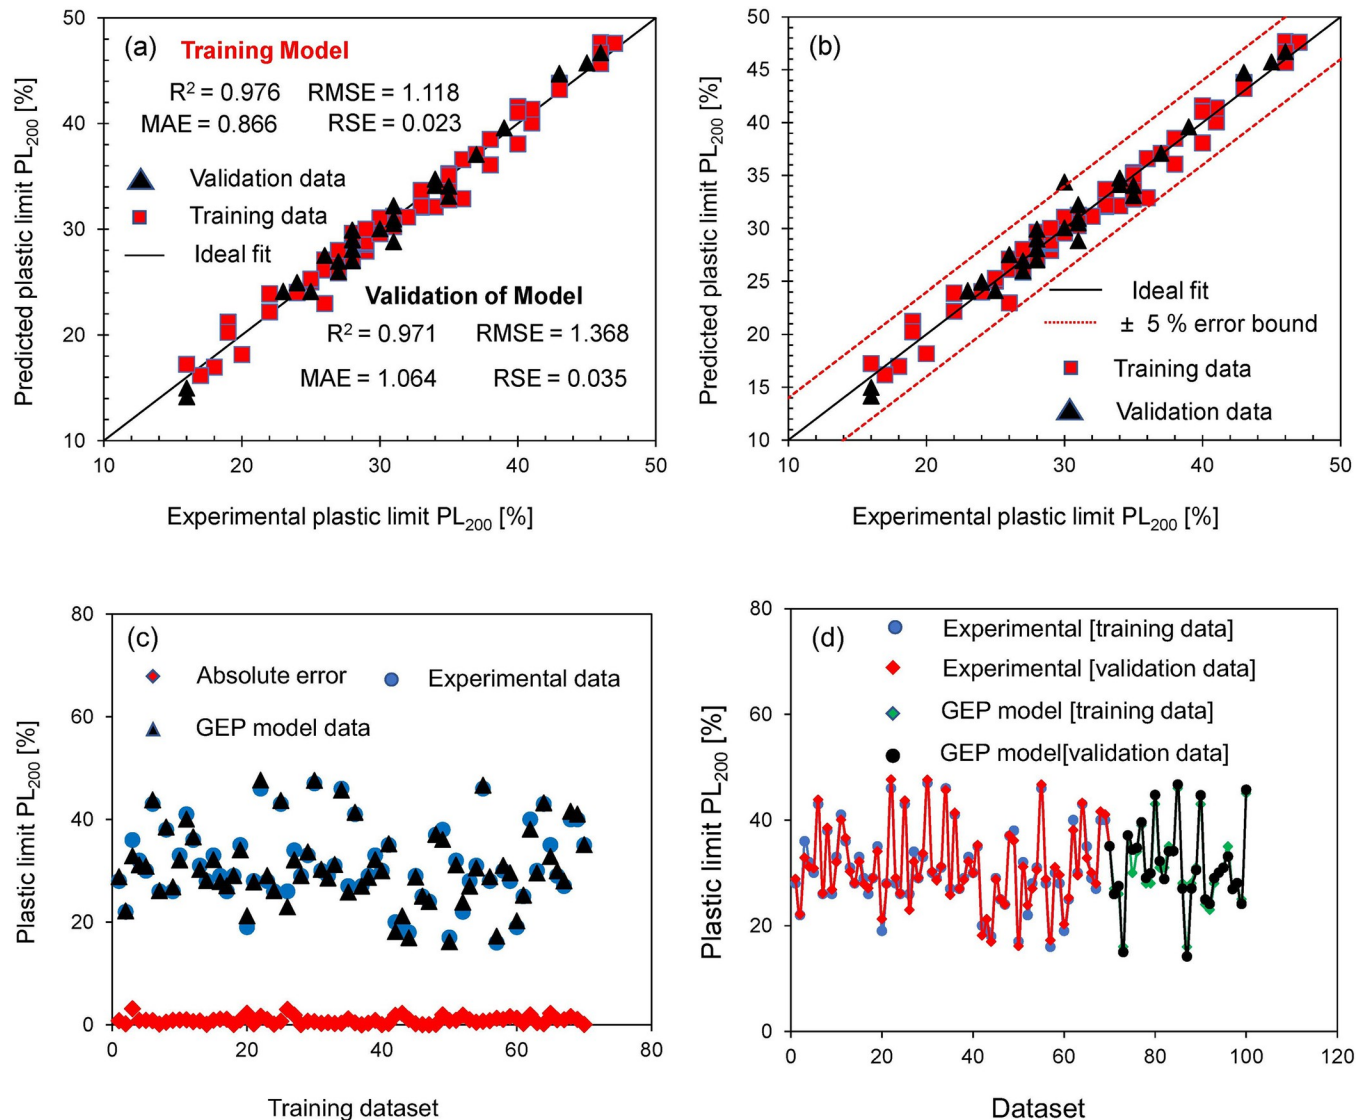 (a)
Training Model
R² = 0.976 RMSE = 1.118
MAE = 0.866 RSE = 0.023
Validation data
Training data
Ideal fit
Validation of Model
R² = 0.971 RMSE = 1.368
MAE = 1.064 RSE = 0.035
50
40
30
20
10
10 20 30 40 50
Predicted plastic limit PL₂₀₀ [%]
Experimental plastic limit PL₂₀₀ [%]
(b)
Ideal fit
± 5 % error bound
Training data
Validation data
50
45
40
35
30
25
20
15
10
10 20 30 40 50
Predicted plastic limit PL₂₀₀ [%]
Experimental plastic limit PL₂₀₀ [%]
(c)
Absolute error Experimental data
GEP model data
80
60
40
20
0
0 20 40 60 80
Plastic limit PL₂₀₀ [%]
Training dataset
(d)
Experimental [training data]
Experimental [validation data]
GEP model [training data]
GEP model[validation data]
80
60
40
20
0
0 20 40 60 80 100 120
Plastic limit PL₂₀₀ [%]
Dataset